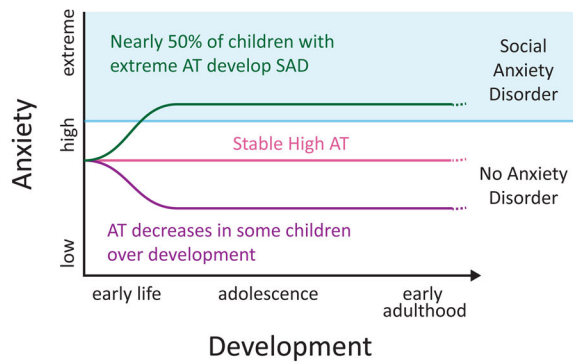 extreme
high
low
Anxiety
Nearly 50% of children with
extreme AT develop SAD
Social
Anxiety
Disorder
Stable High AT
No Anxiety
Disorder
AT decreases in some children
over development
early life
adolescence
early
adulthood
Development